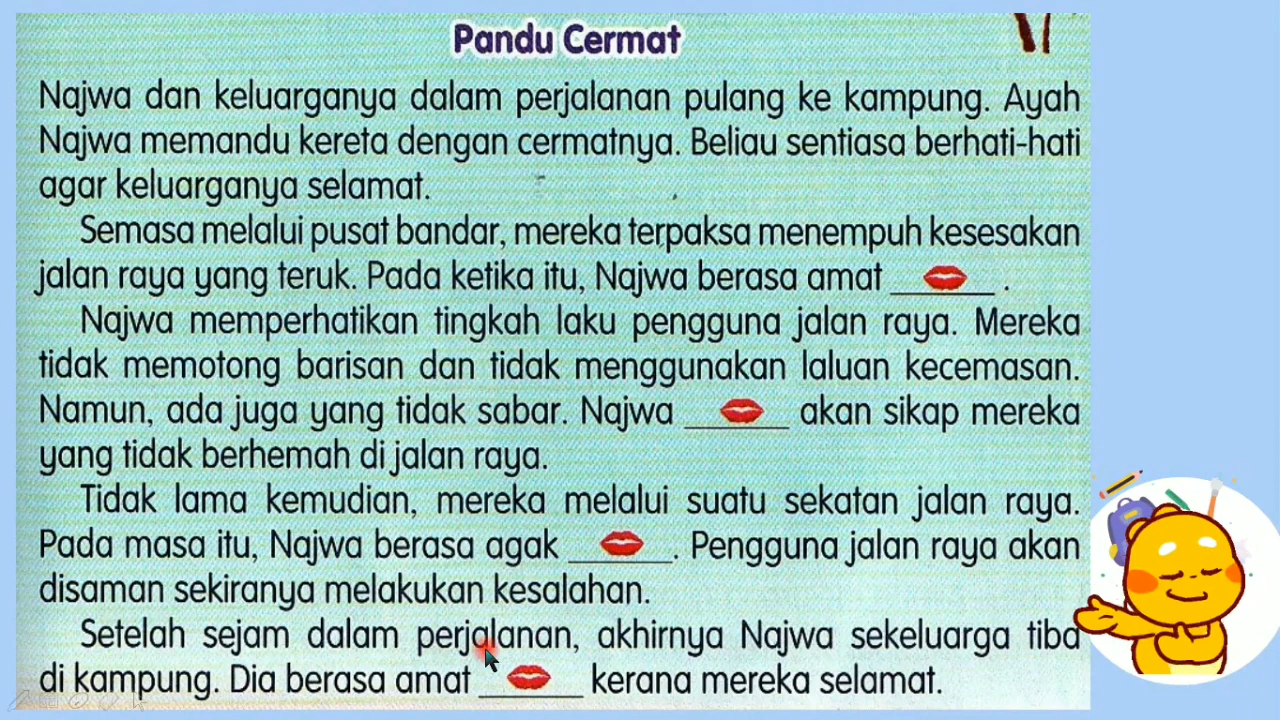 Pandu Cermat
Najwa dan keluarganya dalam perjalanan pulang ke kampung. Ayah
Najwa memandu kereta dengan cermatnya. Beliau sentiasa berhati-hati
agar keluarganya selamat.
Semasa melalui pusat bandar, mereka terpaksa menempuh kesesakan
jalan raya yang teruk. Pada ketika itu, Najwa berasa amat ______ .
Najwa memperhatikan tingkah laku pengguna jalan raya. Mereka
tidak memotong barisan dan tidak menggunakan laluan kecemasan.
Namun, ada juga yang tidak sabar. Najwa ______ akan sikap mereka
yang tidak berhemah di jalan raya.
Tidak lama kemudian, mereka melalui suatu sekatan jalan raya.
Pada masa itu, Najwa berasa agak ______ . Pengguna jalan raya akan
disaman sekiranya melakukan kesalahan.
Setelah sejam dalam perjalanan, akhirnya Najwa sekeluarga tiba
di kampung. Dia berasa amat ______ kerana mereka selamat.